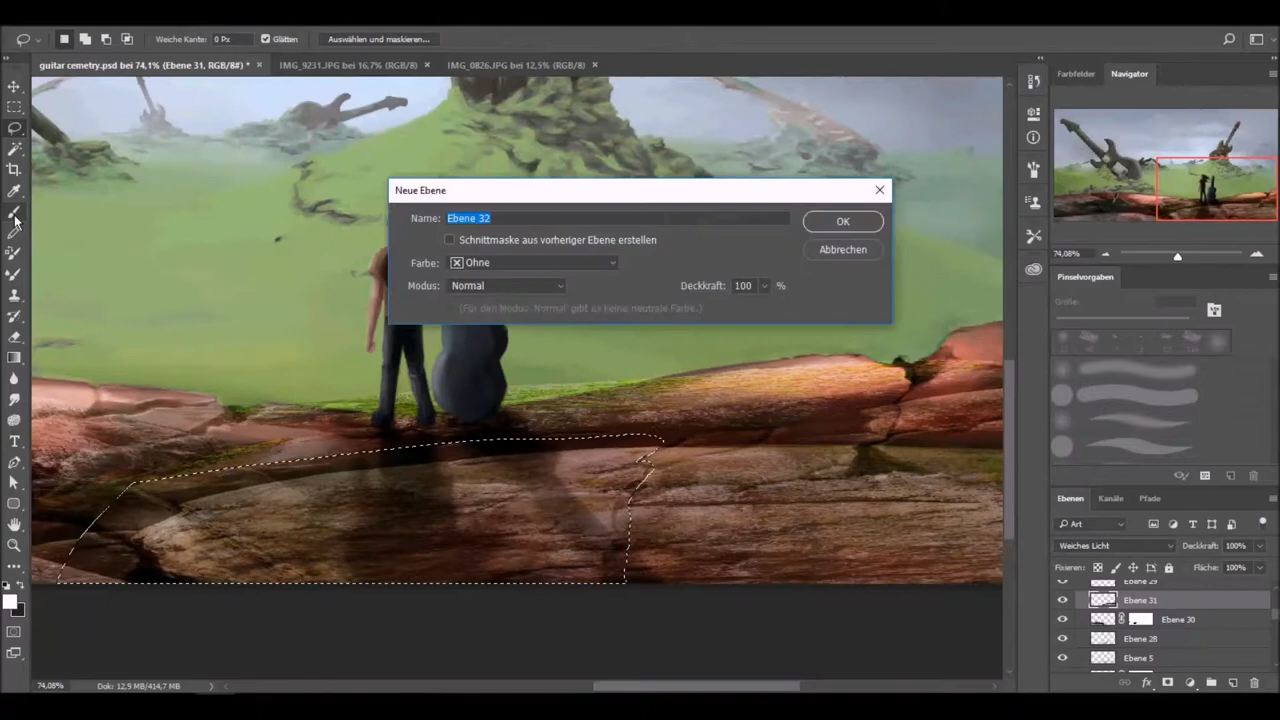 Weiche Kante: 0 Px Glätten Auswählen und maskieren...
guitar cemetry.psd bei 74,1% (Ebene 31, RGB/8#) * × IMG_9231.JPG bei 16,7% (RGB/8) × IMG_0826.JPG bei 12,5% (RGB/8) ×
Farbfelder Navigator
74,08%
Pinselvorgaben
Größe:
Neue Ebene
Name: Ebene 32
OK
Schnittmaske aus vorheriger Ebene erstellen
Abbrechen
Farbe: Ohne
Modus: Normal Deckkraft: 100 %
(Für den Modus 'Normal' gibt es keine neutrale Farbe.)
Ebenen Kanäle Pfade
Art
Weiches Licht Deckkraft: 100%
Fixieren: Fläche: 100%
Ebene 29
Ebene 31
Ebene 30
Ebene 28
Ebene 5
74,08% Dok: 12,9 MB/414,7 MB